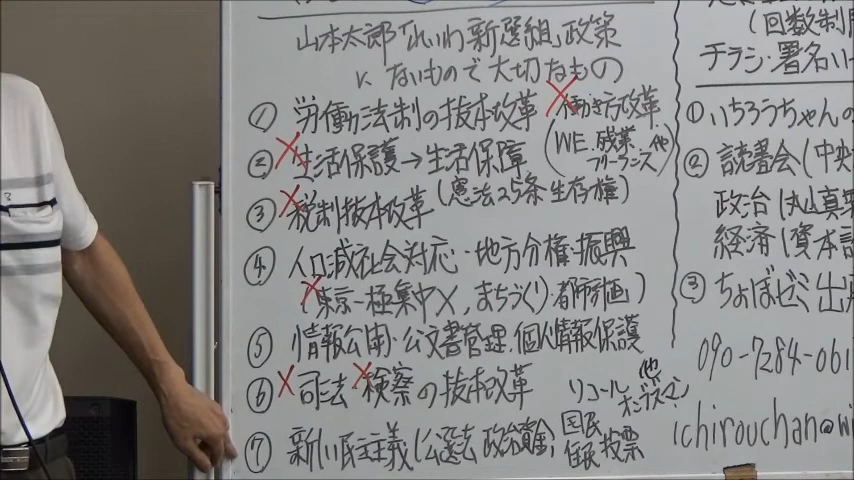 山本太郎「れいわ新選組」政策
に ないもので大切なもの
① 労働法制の抜本改革 ×働き方改革
(WE、残業 他
フリーランス)
② ×生活保護→生活保障
(憲法25条生存権)
③ ×税制抜本改革
④ 人口減社会対応・地方分権・振興
(×東京一極集中×、まちづくり・都市計画)
⑤ 情報公開・公文書管理、個人情報保護
⑥ ×司法 ×検察の抜本改革
⑦ 新しい民主主義(公選法 政治資金、
リコール 他
オンブズマン
国民
住民 投票
(回数制
チラシ・署名
① いちろうちゃんの
② 読書会(中央
政治(丸山真
経済(資本
③ ちょぼゼミ 出
090-7284-061
ichirouchan@wi